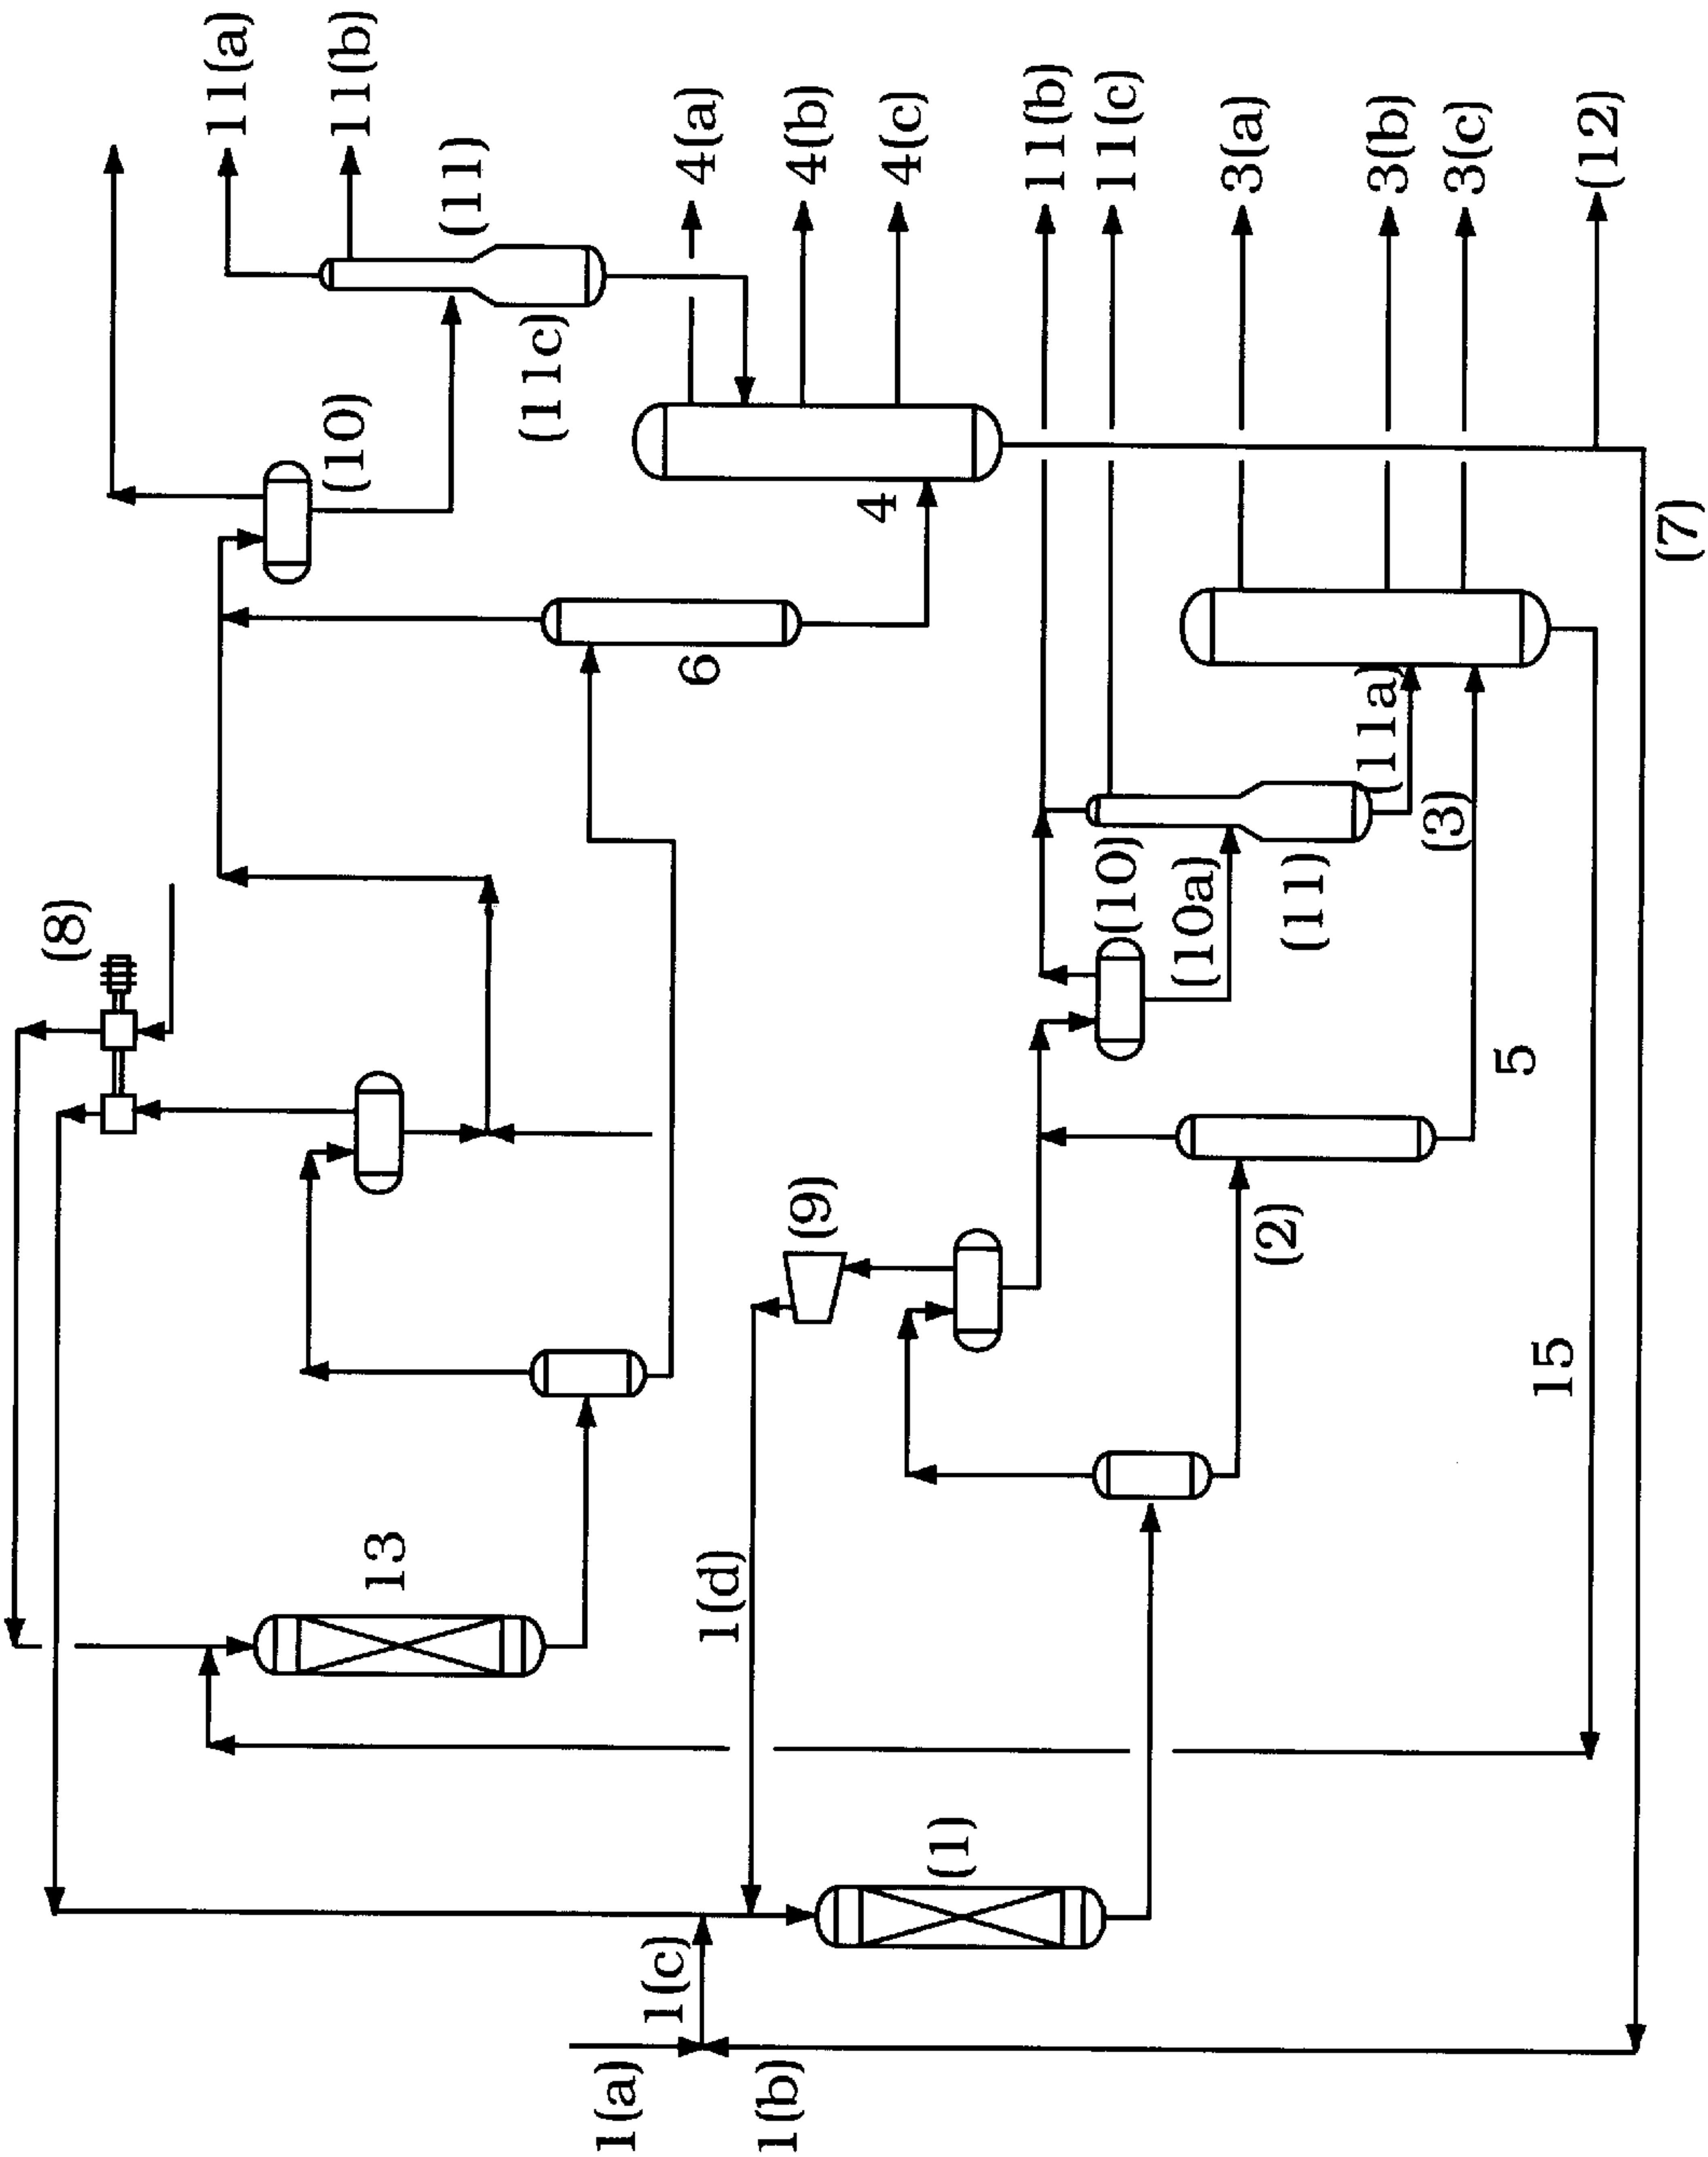 11(a)
11(b)
(11)
(11c)
(10)
4(a)
4(b)
4(c)
4
6
(8)
13
11(b)
11(c)
3(a)
3(b)
3(c)
(12)
(7)
(11a)
(3)
(10)
(10a)
(11)
5
(9)
(2)
15
1(d)
(1)
1(c)
1(a)
1(b)